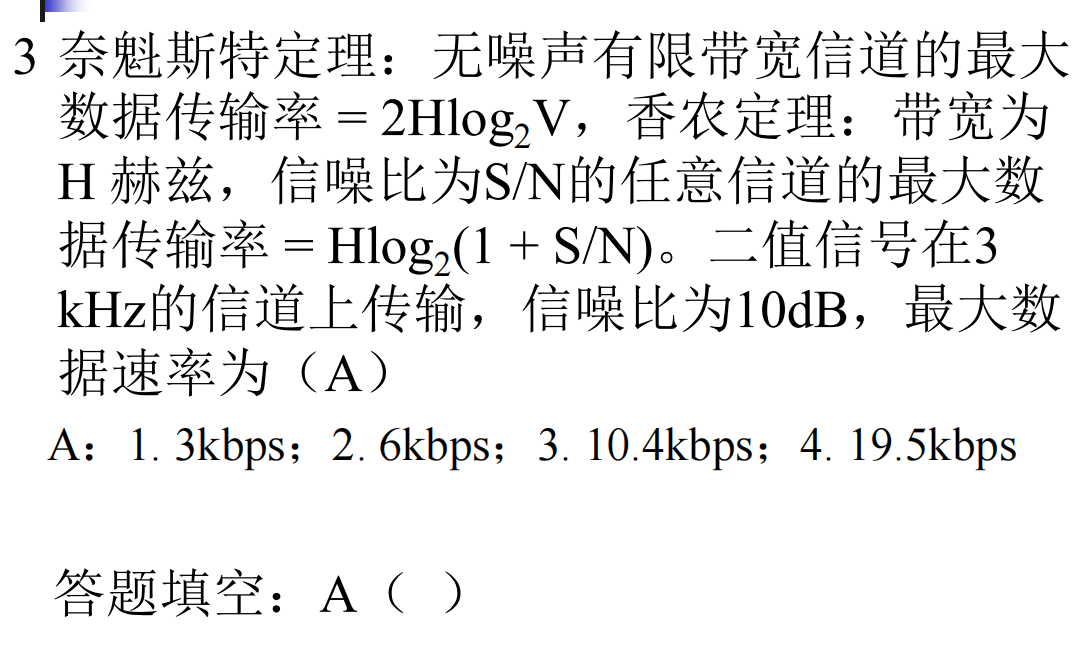 3 奈魁斯特定理：无噪声有限带宽信道的最大
数据传输率 = 2Hlog₂V，香农定理：带宽为
H 赫兹，信噪比为S/N的任意信道的最大数
据传输率 = Hlog₂(1 + S/N)。二值信号在3
kHz的信道上传输，信噪比为10dB，最大数
据速率为（A）
A：1. 3kbps；2. 6kbps；3. 10.4kbps；4. 19.5kbps
答题填空：A（ ）